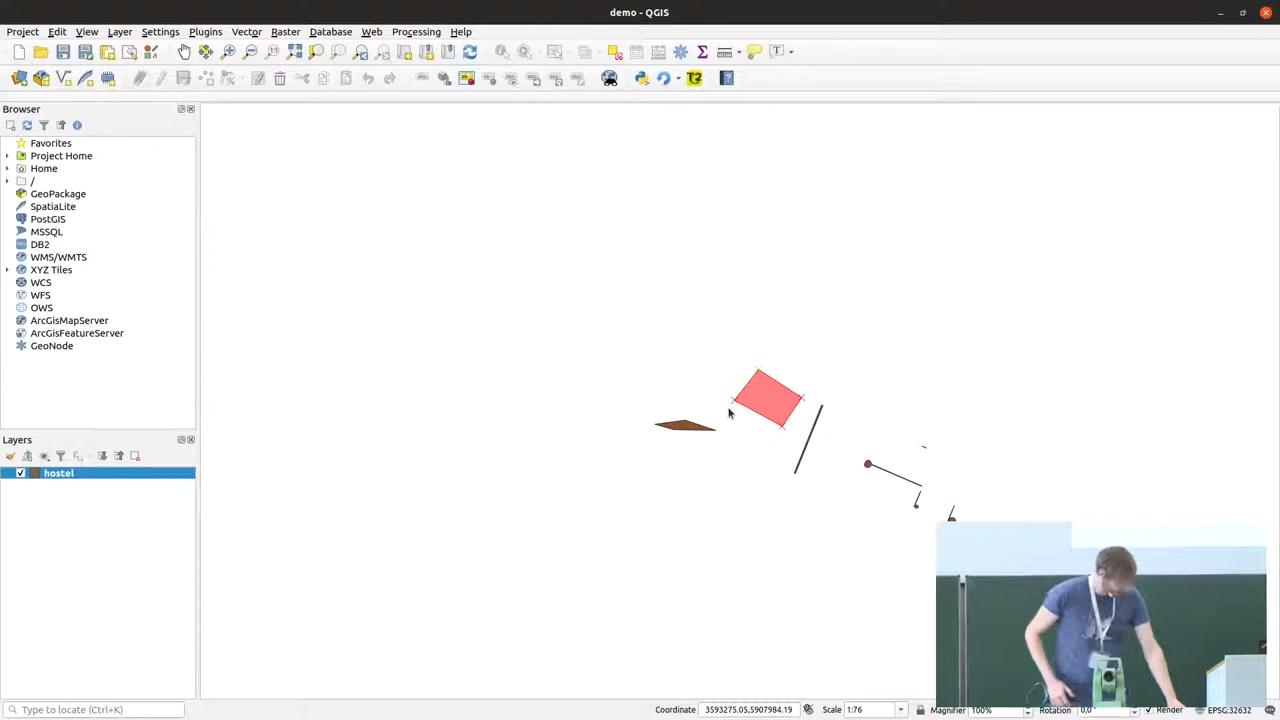 demo - QGIS
Project Edit View Layer Settings Plugins Vector Raster Database Web Processing Help
Browser
Favorites
Project Home
Home
/
GeoPackage
SpatiaLite
PostGIS
MSSQL
DB2
WMS/WMTS
XYZ Tiles
WCS
WFS
OWS
ArcGisMapServer
ArcGisFeatureServer
GeoNode
Layers
hostel
Type to locate (Ctrl+K)
Coordinate 3593275.05,5907984.19 Scale 1:76 Magnifier 100% Rotation 0,0 ° Render EPSG:32632